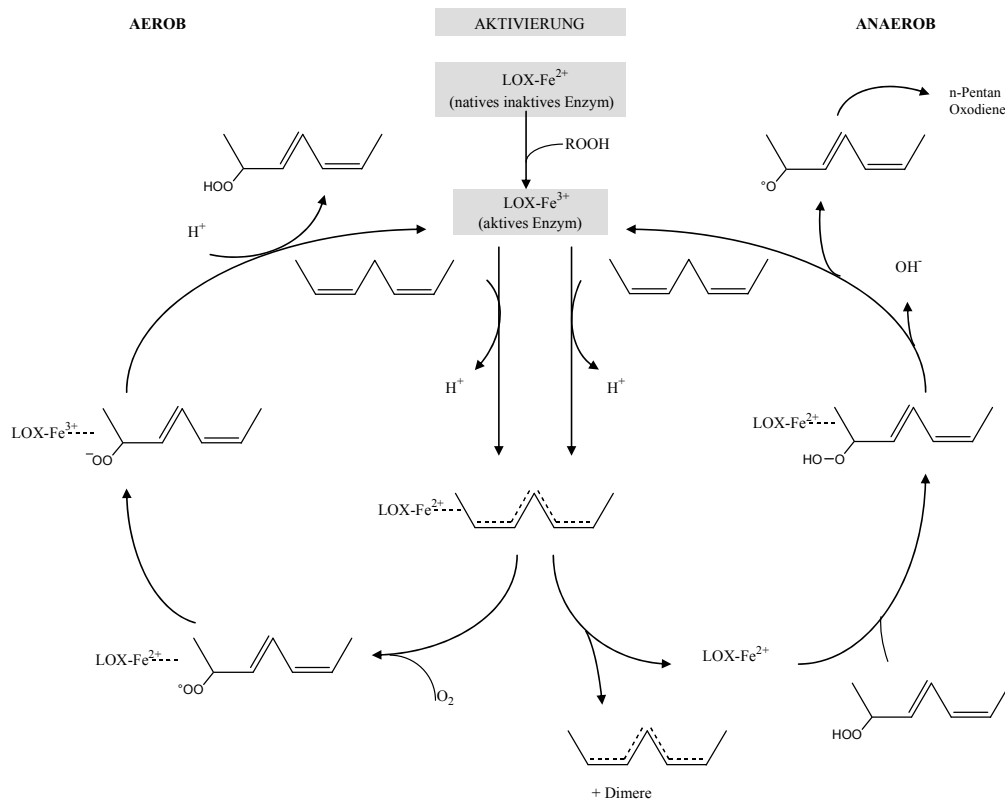 AEROB
AKTIVIERUNG
ANAEROB
LOX-Fe²⁺
(natives inaktives Enzym)
n-Pentan
Oxodiene
ROOH
HOO
°O
LOX-Fe³⁺
(aktives Enzym)
H⁺
OH⁻
H⁺
H⁺
LOX-Fe³⁺
⁻OO
LOX-Fe²⁺
HO-O
LOX-Fe²⁺
LOX-Fe²⁺
°OO
O₂
LOX-Fe²⁺
HOO
+ Dimere